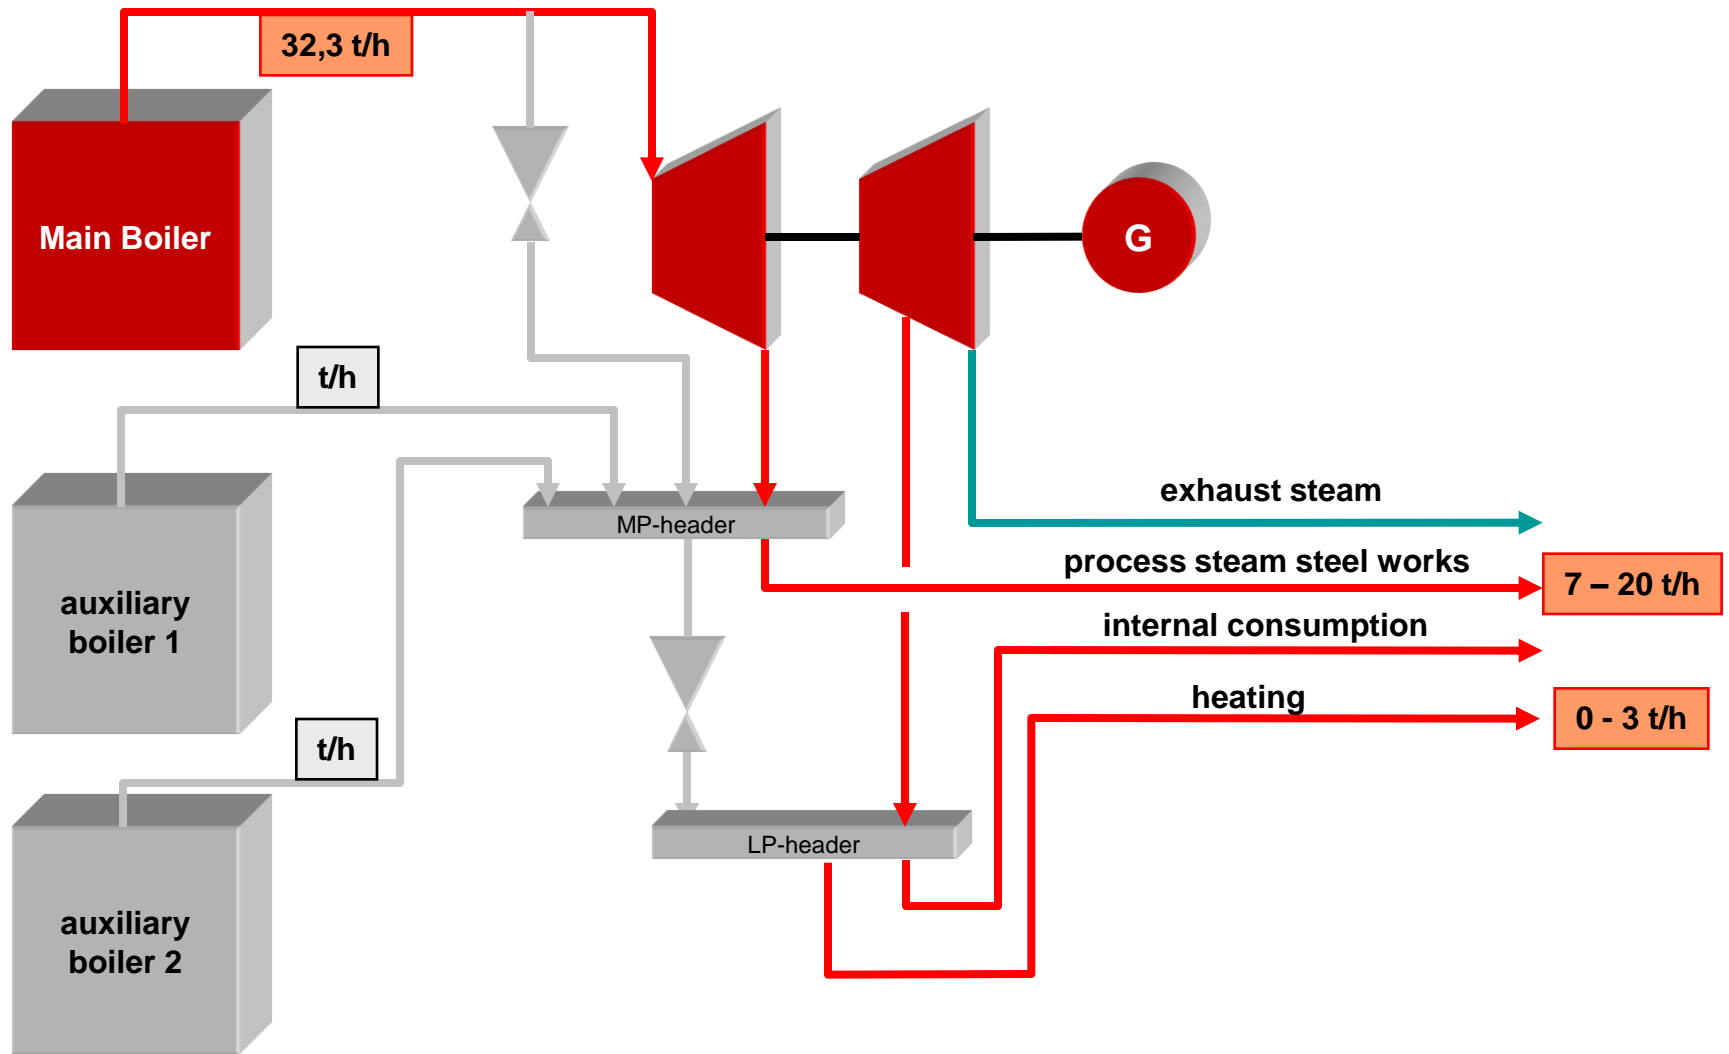 32,3 t/h
Main Boiler
G
t/h
exhaust steam
MP-header
process steam steel works
7 – 20 t/h
auxiliary
boiler 1
internal consumption
heating
0 - 3 t/h
t/h
LP-header
auxiliary
boiler 2